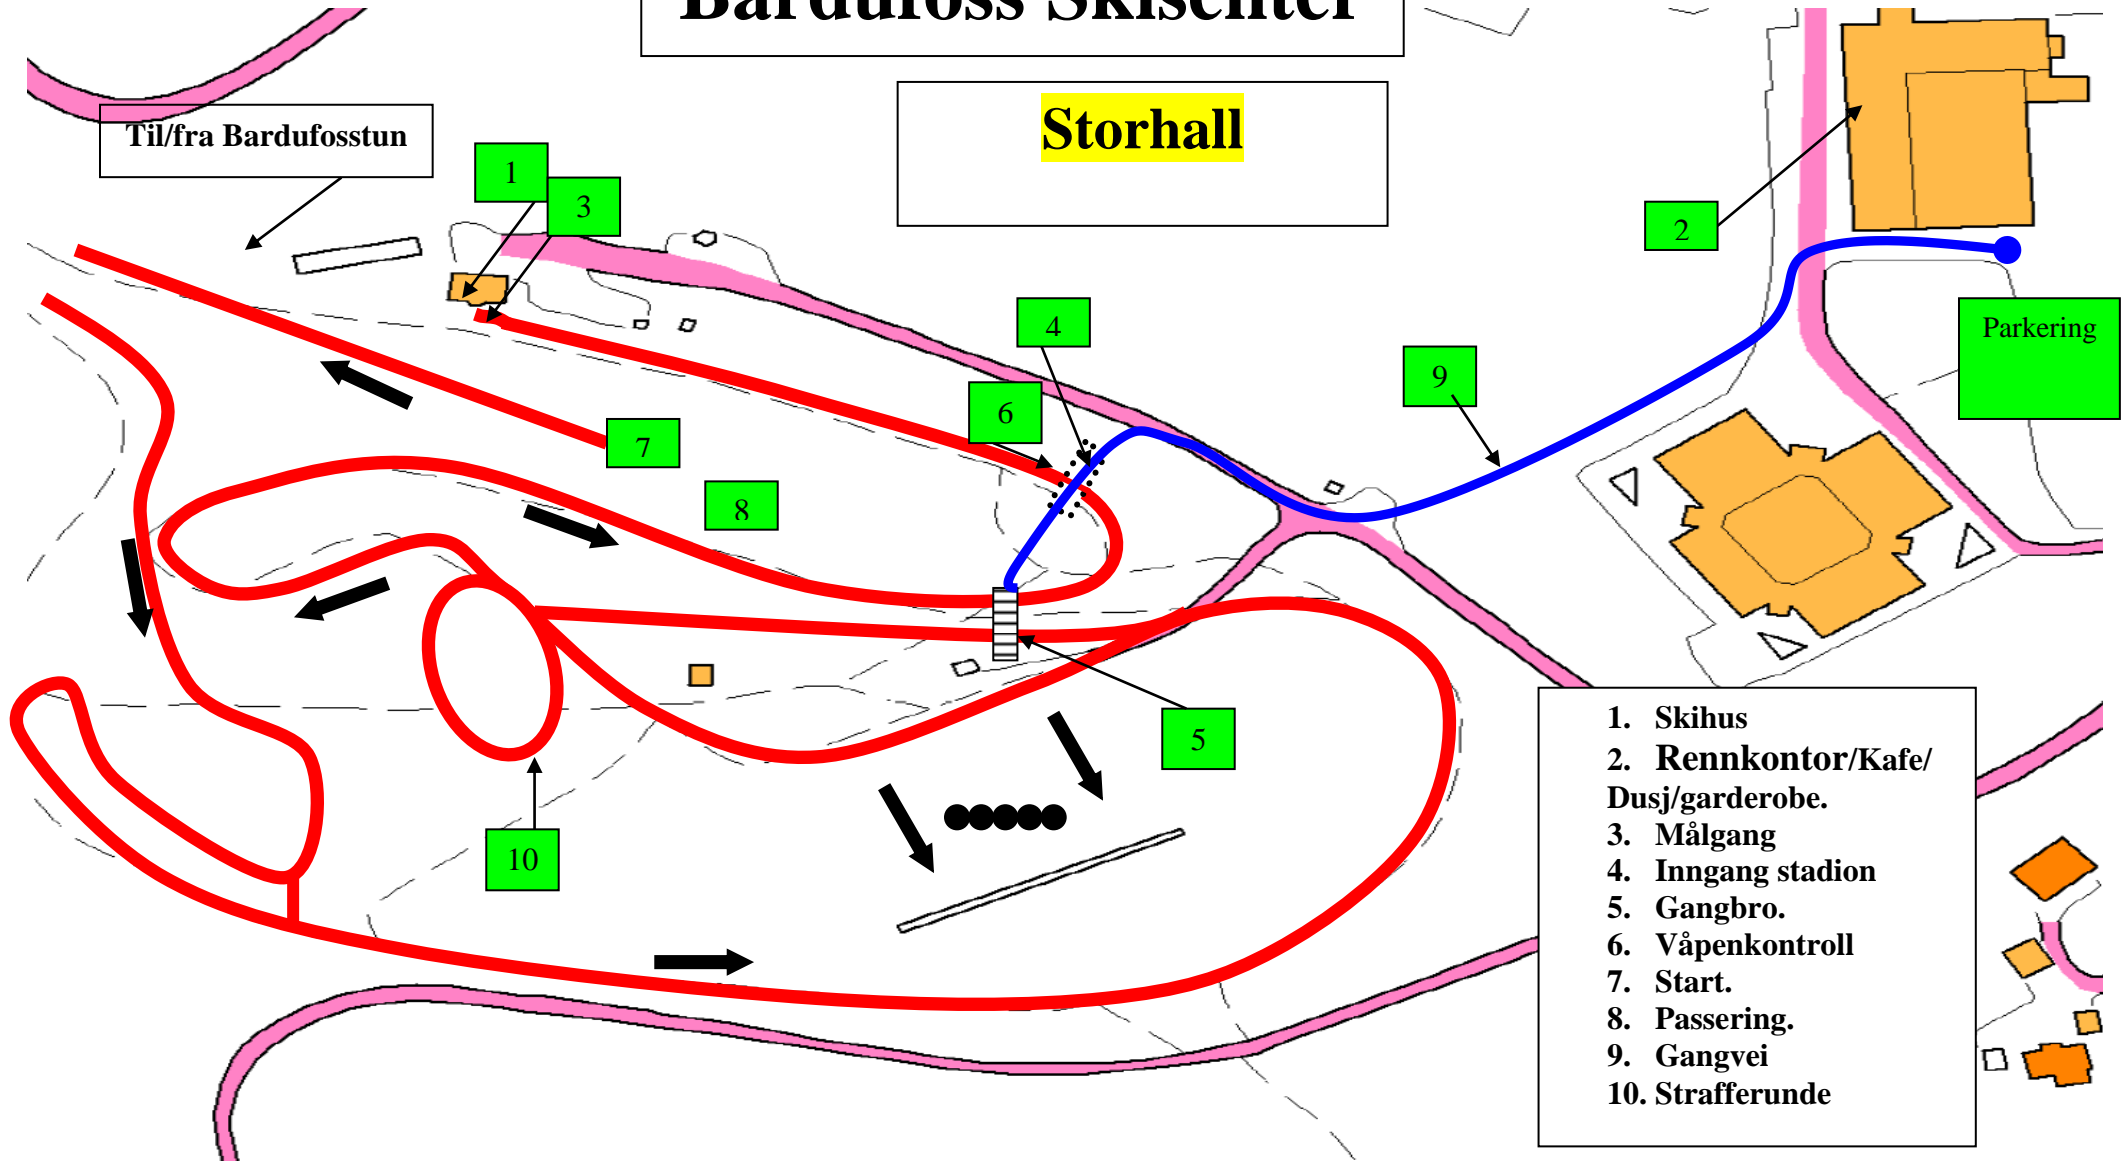 Bardufoss Skisenter
Storhall
Til/fra Bardufosstun
1
3
2
4
Parkering
9
6
7
8
5
10
1. Skihus
2. Rennkontor/Kafe/
Dusj/garderobe.
3. Målgang
4. Inngang stadion
5. Gangbro.
6. Våpenkontroll
7. Start.
8. Passering.
9. Gangvei
10. Strafferunde